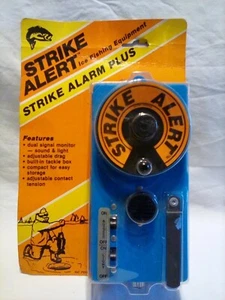 STRIKE
ALERT™
Ice Fishing Equipment
STRIKE ALARM PLUS
Features
• dual signal monitor
— sound & light
• adjustable drag
• built-in tackle box
• compact for easy
storage
• adjustable contact
tension
STRIKE ALERT